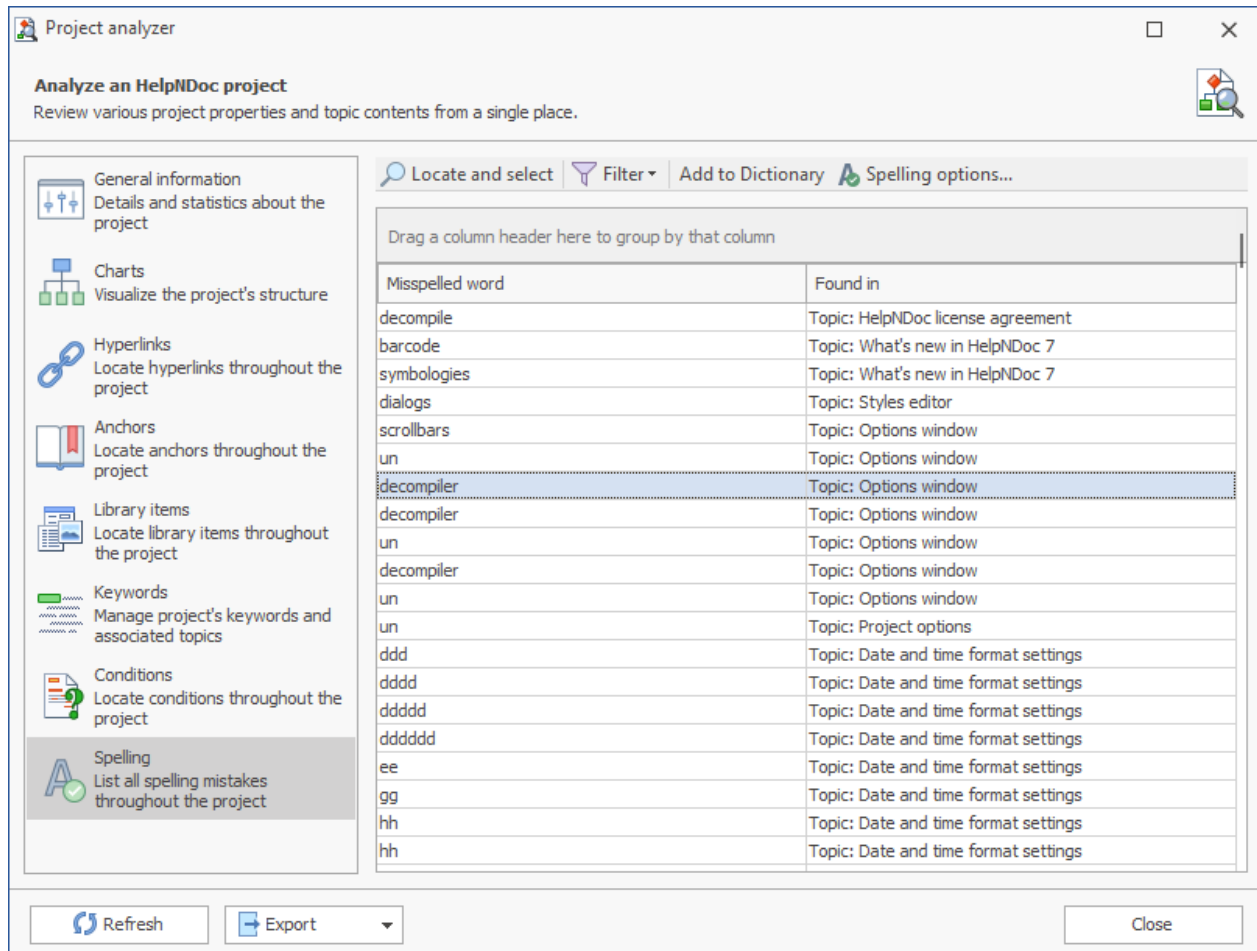 Project analyzer
Analyze an HelpNDoc project
Review various project properties and topic contents from a single place.
General information
Details and statistics about the
project
Charts
Visualize the project's structure
Hyperlinks
Locate hyperlinks throughout the
project
Anchors
Locate anchors throughout the
project
Library items
Locate library items throughout
the project
Keywords
Manage project's keywords and
associated topics
Conditions
Locate conditions throughout the
project
Spelling
List all spelling mistakes
throughout the project
Locate and select Filter Add to Dictionary Spelling options...
Drag a column header here to group by that column
Misspelled word Found in
decompile Topic: HelpNDoc license agreement
barcode Topic: What's new in HelpNDoc 7
symbologies Topic: What's new in HelpNDoc 7
dialogs Topic: Styles editor
scrollbars Topic: Options window
un Topic: Options window
decompiler Topic: Options window
decompiler Topic: Options window
un Topic: Options window
decompiler Topic: Options window
un Topic: Options window
un Topic: Project options
ddd Topic: Date and time format settings
dddd Topic: Date and time format settings
ddddd Topic: Date and time format settings
dddddd Topic: Date and time format settings
ee Topic: Date and time format settings
gg Topic: Date and time format settings
hh Topic: Date and time format settings
hh Topic: Date and time format settings
Refresh Export Close